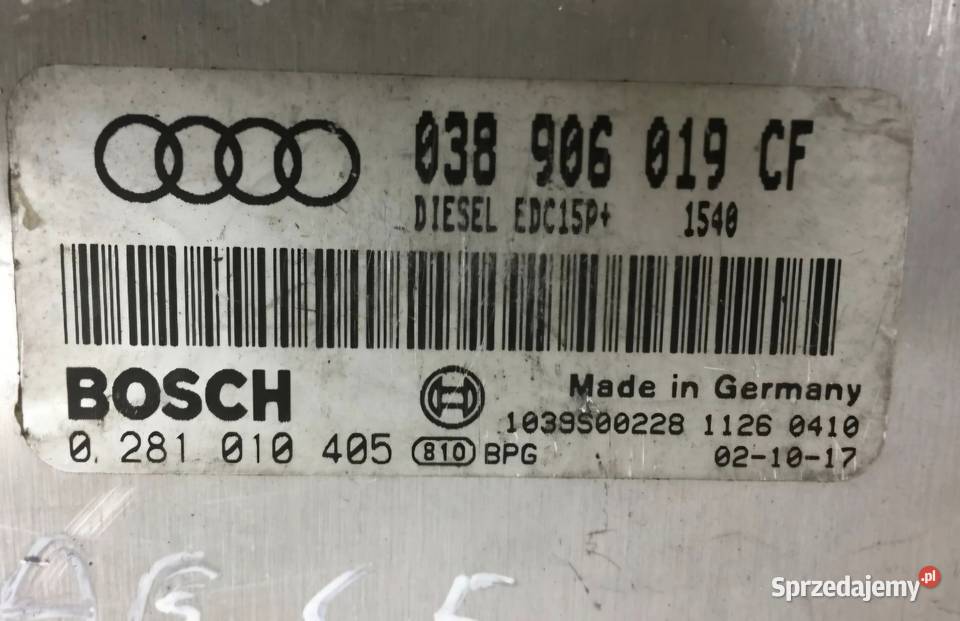 038 906 019 CF
DIESEL EDC15P+ 1540
BOSCH
Made in Germany
1039S00228 1126 0410
0 281 010 405 810 BPG 02-10-17
Sprzedajemy.pl